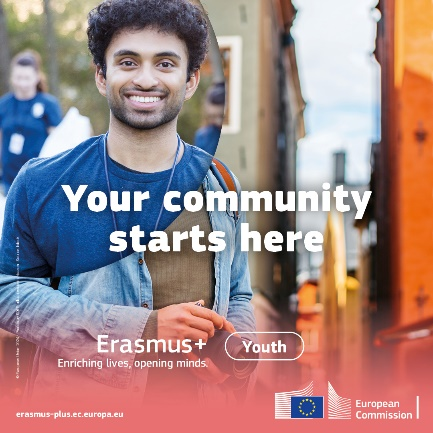 Your community
starts here
Erasmus+
Youth
Enriching lives, opening minds.
European
Commission
erasmus-plus.ec.europa.eu